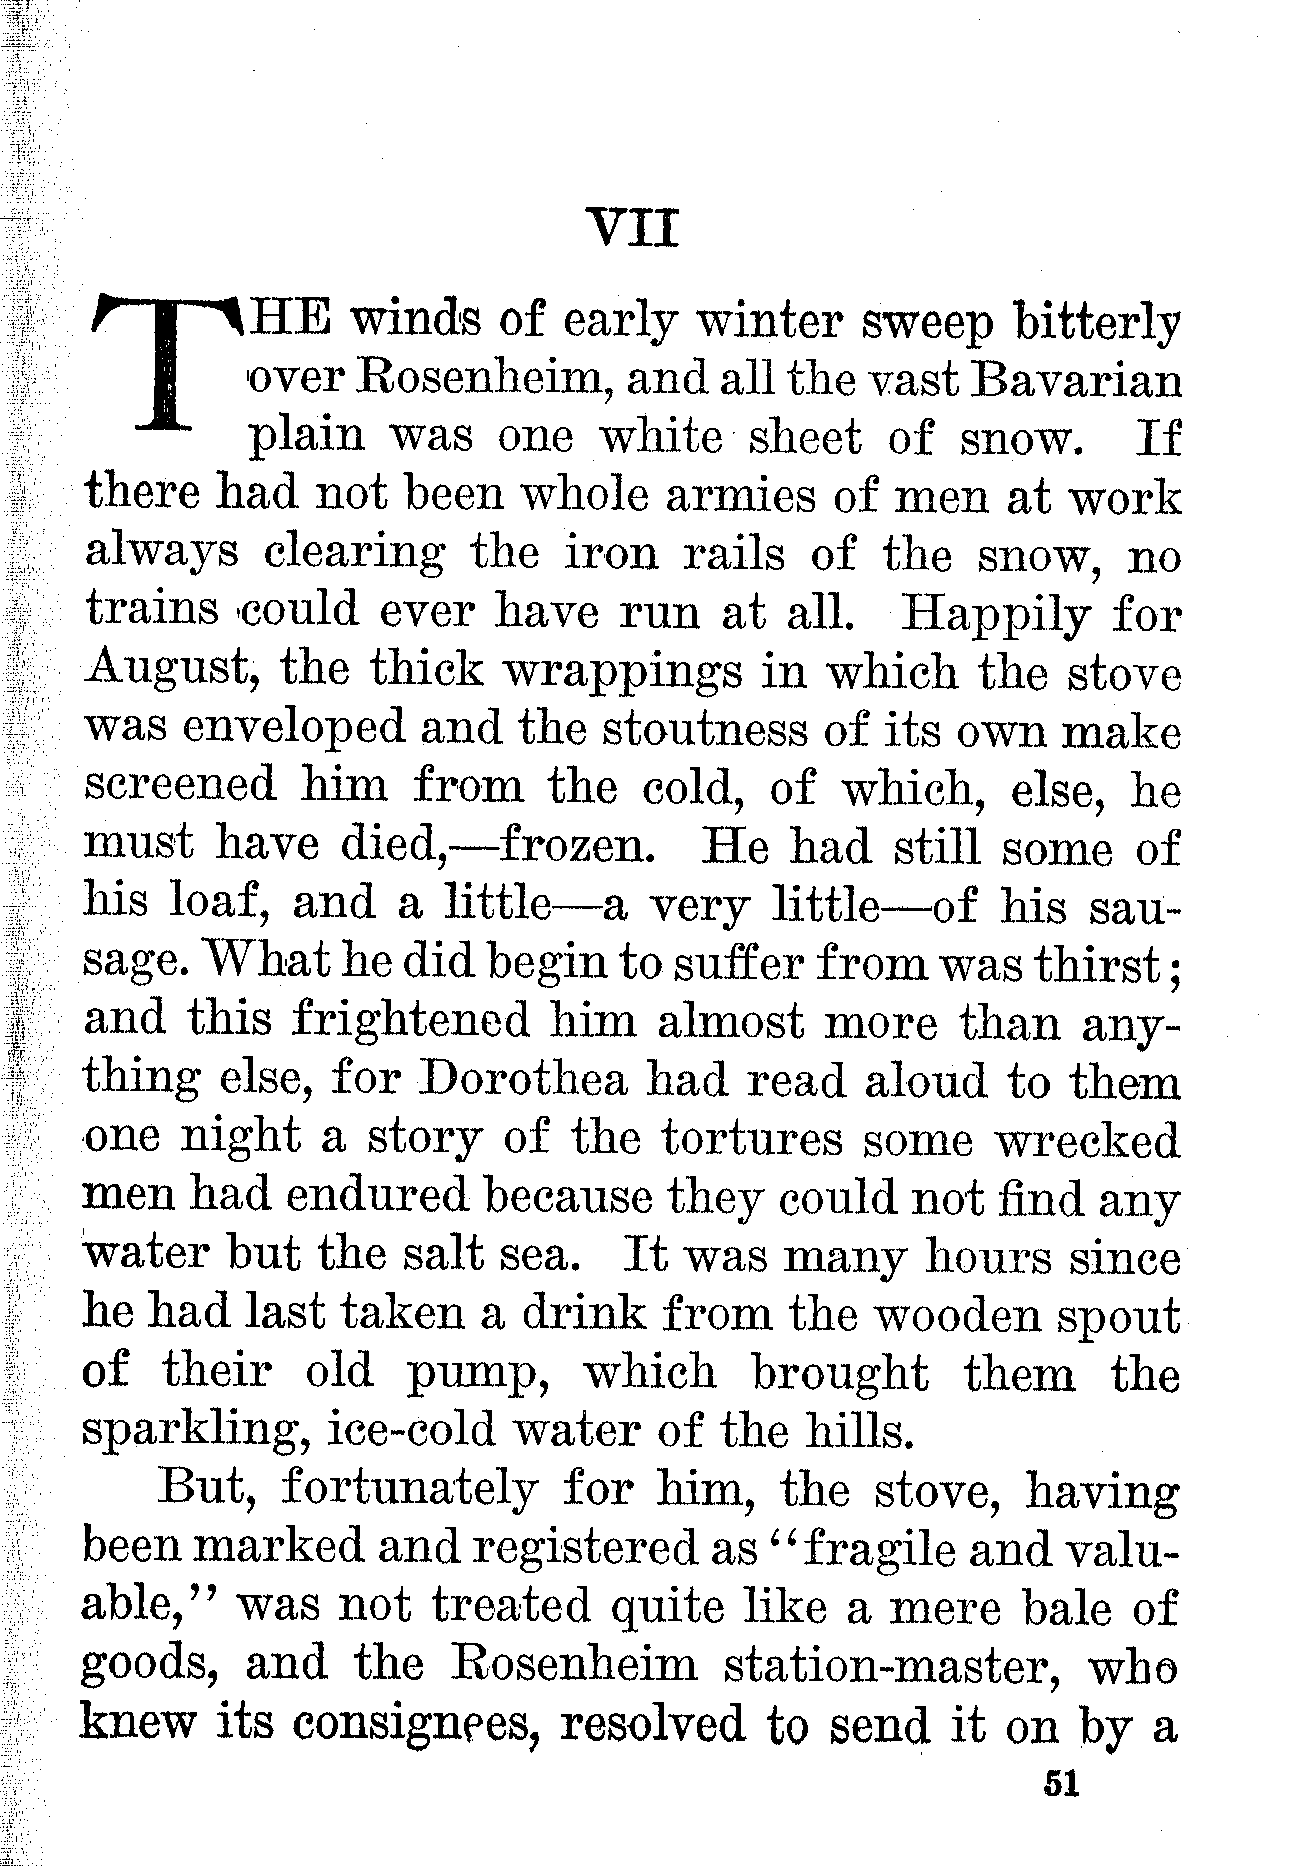 VII
THE winds of early winter sweep bitterly
over Rosenheim, and all the vast Bavarian
plain was one white sheet of snow. If
there had not been whole armies of men at work
always clearing the iron rails of the snow, no
trains could ever have run at all. Happily for
August, the thick wrappings in which the stove
was enveloped and the stoutness of its own make
screened him from the cold, of which, else, he
must have died,—frozen. He had still some of
his loaf, and a little—a very little—of his sau-
sage. What he did begin to suffer from was thirst;
and this frightened him almost more than any-
thing else, for Dorothea had read aloud to them
one night a story of the tortures some wrecked
men had endured because they could not find any
water but the salt sea. It was many hours since
he had last taken a drink from the wooden spout
of their old pump, which brought them the
sparkling, ice-cold water of the hills.
But, fortunately for him, the stove, having
been marked and registered as "fragile and valu-
able," was not treated quite like a mere bale of
goods, and the Rosenheim station-master, who
knew its consignees, resolved to send it on by a
51